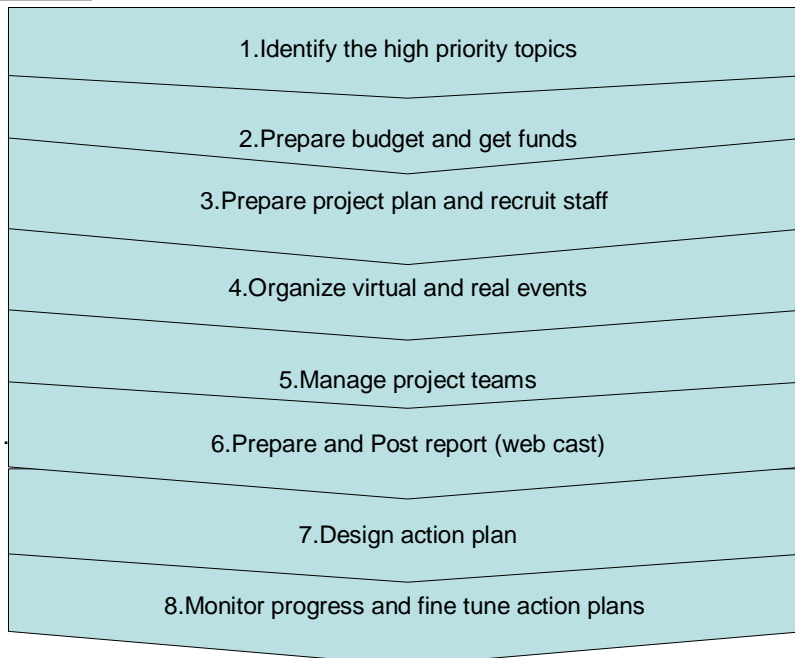 1.Identify the high priority topics
2.Prepare budget and get funds
3.Prepare project plan and recruit staff
4.Organize virtual and real events
5.Manage project teams
.
6.Prepare and Post report (web cast)
7.Design action plan
8.Monitor progress and fine tune action plans